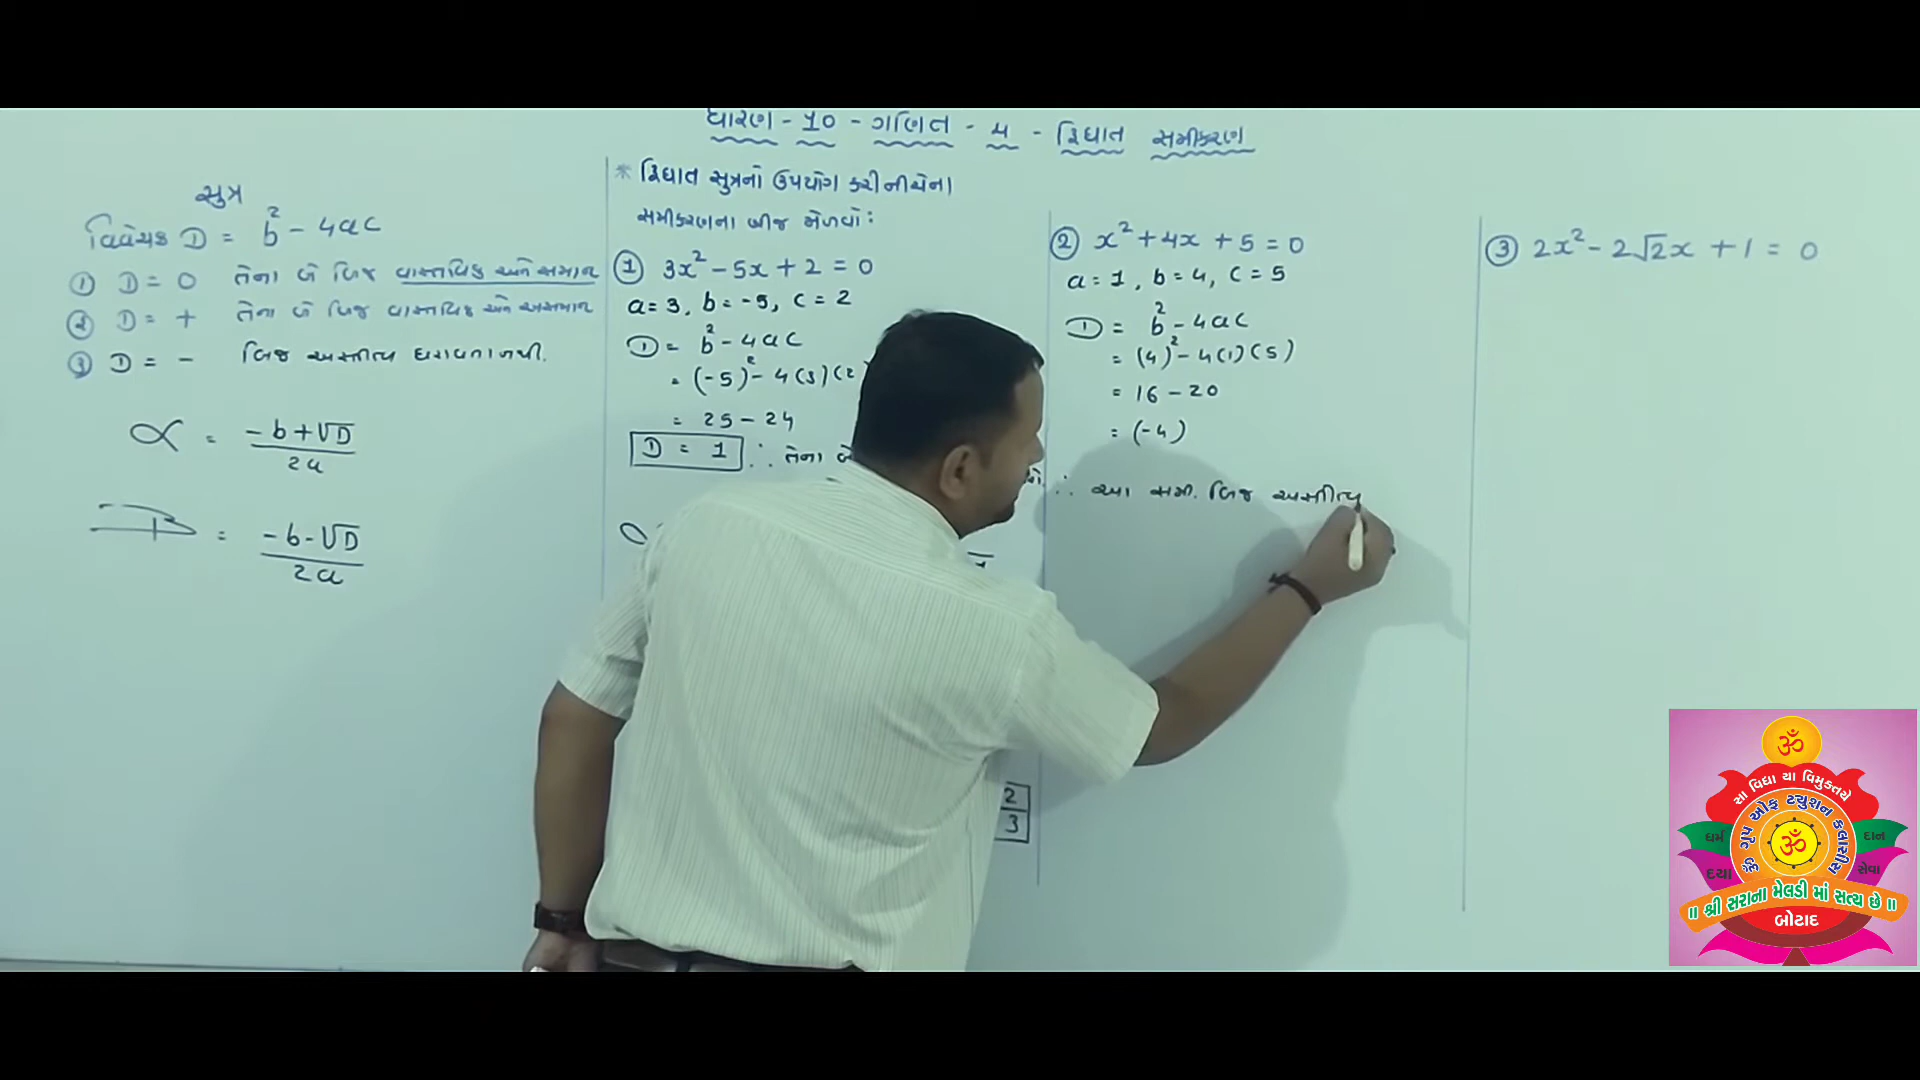 ધોરણ - 10 - ગણિત - 4 - દ્વિઘાત સમીકરણ
સુત્ર
વિવેચક D = b² - 4ac
① D = 0 તેના બે બિજ વાસ્તવિક અને સમાન
② D = + તેના બે બિજ વાસ્તવિક અને અસમાન
③ D = - બિજ અસ્તીત્વ ધરાવતા નથી.
α = -b+√D / 2a
= -b-√D / 2a
* દ્વિઘાત સુત્રનો ઉપયોગ કરી નીચેના
સમીકરણના બીજ મેળવો :
① 3x² - 5x + 2 = 0
a = 3, b = -5, c = 2
D = b² - 4ac
= (-5)² - 4(3)(2
= 25 - 24
D = 1 ∴ તેના બે
2
3
② x² + 4x + 5 = 0
a = 1, b = 4, c = 5
D = b² - 4ac
= (4)² - 4(1)(5)
= 16 - 20
= (-4)
∴ આ સમી. બિજ અસ્તીત્વ
③ 2x² - 2√2x + 1 = 0
ॐ
સા વિદ્યા યા વિમુક્તયે
ૐ ગૃપ ઓફ ટ્યુશન ક્લાસીસ
ॐ
ધર્મ દાન
દયા સેવા
॥ શ્રી સરાના મેલડી માં સત્ય છે ॥
બોટાદ